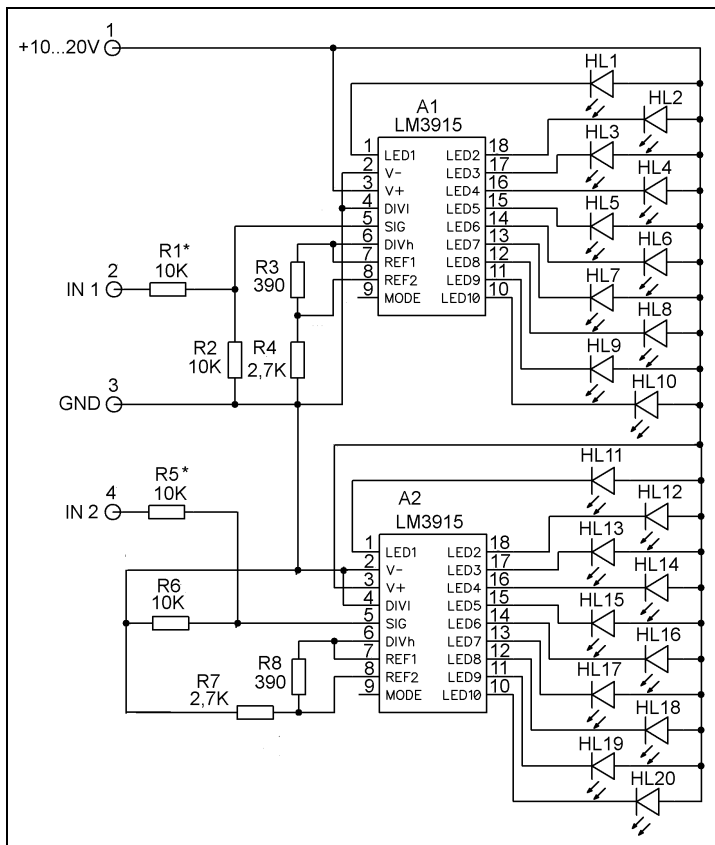 1
+10...20V
HL1
HL2
A1
LM3915
HL3
1 LED1 LED2 18
2 V- LED3 17
3 V+ LED4 16
4 DIVI LED5 15
5 SIG LED6 14
6 DIVh LED7 13
7 REF1 LED8 12
8 REF2 LED9 11
9 MODE LED10 10
HL4
HL5
HL6
HL7
HL8
HL9
HL10
2
IN 1
R1*
10K
R3
390
R2
10K
R4
2,7K
3
GND
4
IN 2
R5*
10K
HL11
HL12
A2
LM3915
HL13
1 LED1 LED2 18
2 V- LED3 17
3 V+ LED4 16
4 DIVI LED5 15
5 SIG LED6 14
6 DIVh LED7 13
7 REF1 LED8 12
8 REF2 LED9 11
9 MODE LED10 10
HL14
HL15
HL16
HL17
HL18
HL19
HL20
R6
10K
R8
390
R7
2,7K